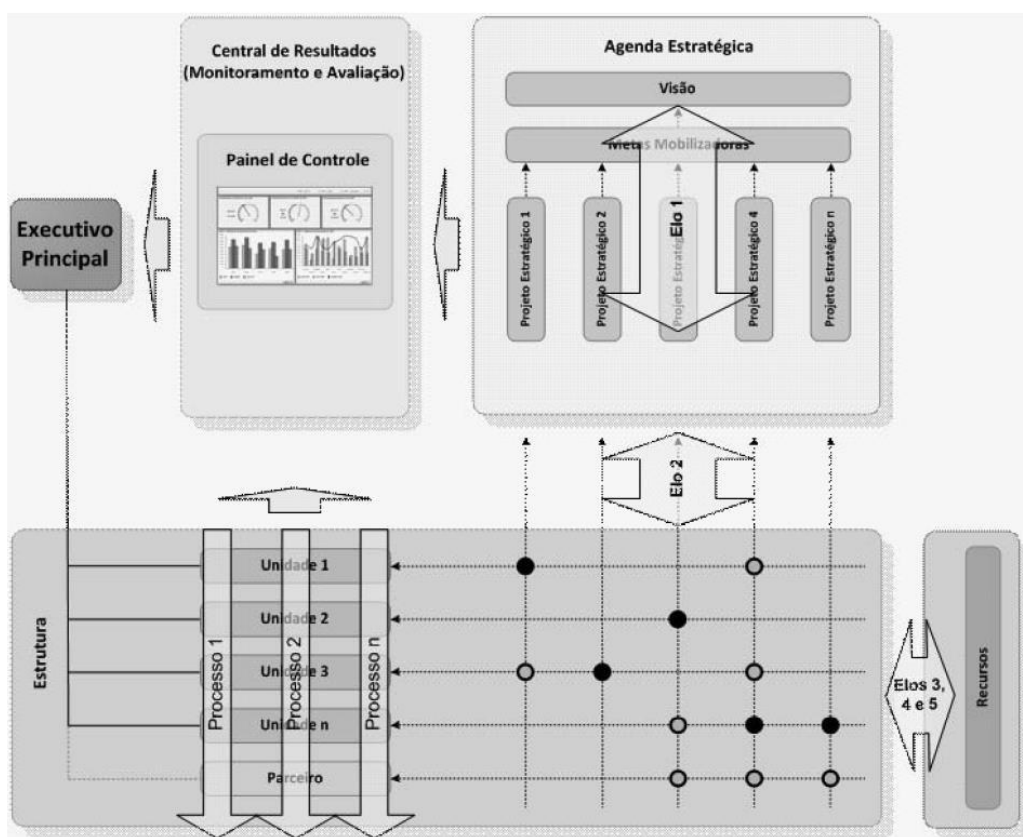 Central de Resultados
(Monitoramento e Avaliação)
Painel de Controle
Executivo
Principal
Agenda Estratégica
Visão
Metas Mobilizadoras
Projeto Estratégico 1
Projeto Estratégico 2
Projeto Estratégico
Elo 1
Projeto Estratégico 4
Projeto Estratégico n
Elo 2
Estrutura
Unidade 1
Unidade 2
Unidade 3
Unidade n
Parceiro
Processo 1
Processo 2
Processo n
Elos 3,
4 e 5
Recursos